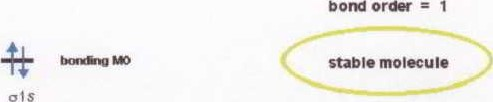 bond order = 1
bonding MO
stable molecule
σ1s